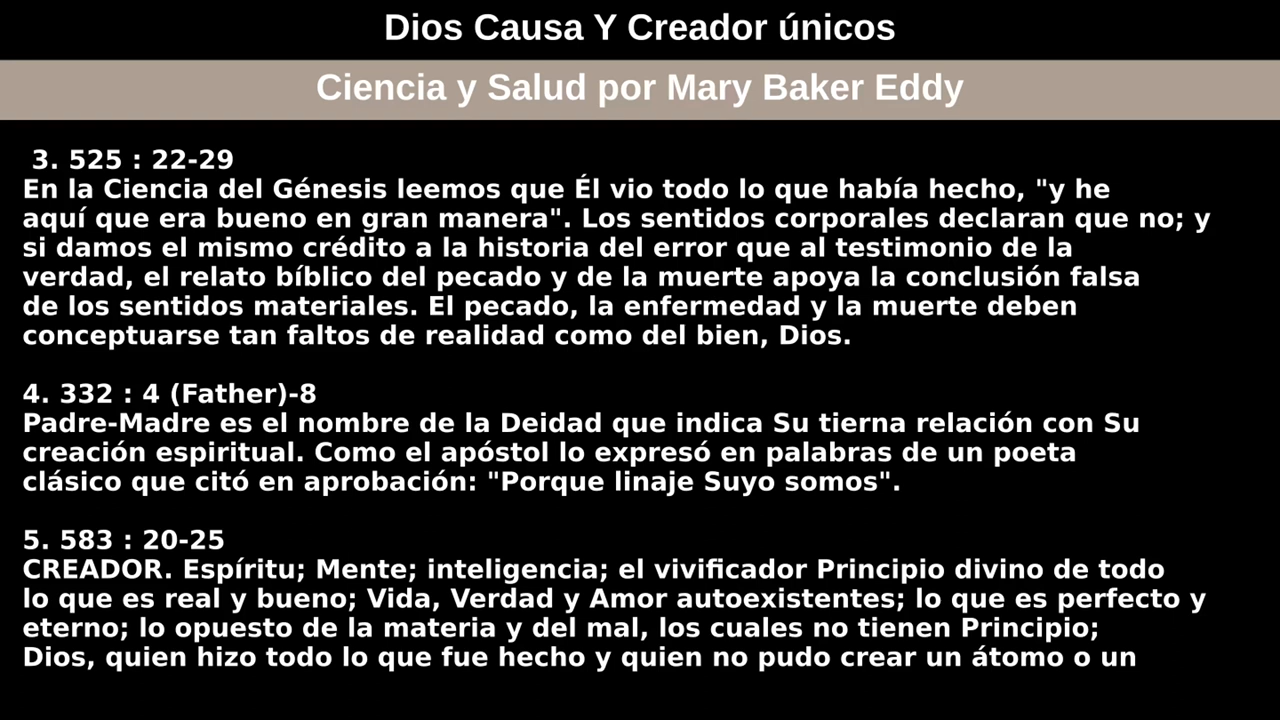 Dios Causa Y Creador únicos
Ciencia y Salud por Mary Baker Eddy
3. 525 : 22-29
En la Ciencia del Génesis leemos que Él vio todo lo que había hecho, "y he
aquí que era bueno en gran manera". Los sentidos corporales declaran que no; y
si damos el mismo crédito a la historia del error que al testimonio de la
verdad, el relato bíblico del pecado y de la muerte apoya la conclusión falsa
de los sentidos materiales. El pecado, la enfermedad y la muerte deben
conceptuarse tan faltos de realidad como del bien, Dios.
4. 332 : 4 (Father)-8
Padre-Madre es el nombre de la Deidad que indica Su tierna relación con Su
creación espiritual. Como el apóstol lo expresó en palabras de un poeta
clásico que citó en aprobación: "Porque linaje Suyo somos".
5. 583 : 20-25
CREADOR. Espíritu; Mente; inteligencia; el vivificador Principio divino de todo
lo que es real y bueno; Vida, Verdad y Amor autoexistentes; lo que es perfecto y
eterno; lo opuesto de la materia y del mal, los cuales no tienen Principio;
Dios, quien hizo todo lo que fue hecho y quien no pudo crear un átomo o un